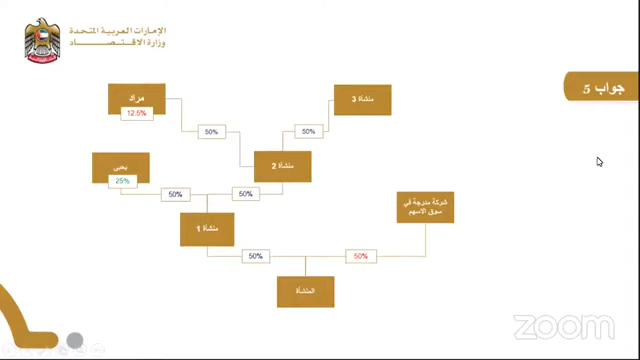 الإمارات العربية المتحدة
وزارة الاقتصاد
جواب 5
مراد
12.5%
منشأة 3
50%
50%
منشأة 2
يحيى
25%
50%
50%
شركة مدرجة في
سوق الاسهم
منشأة 1
50%
50%
المنشأة
zoom